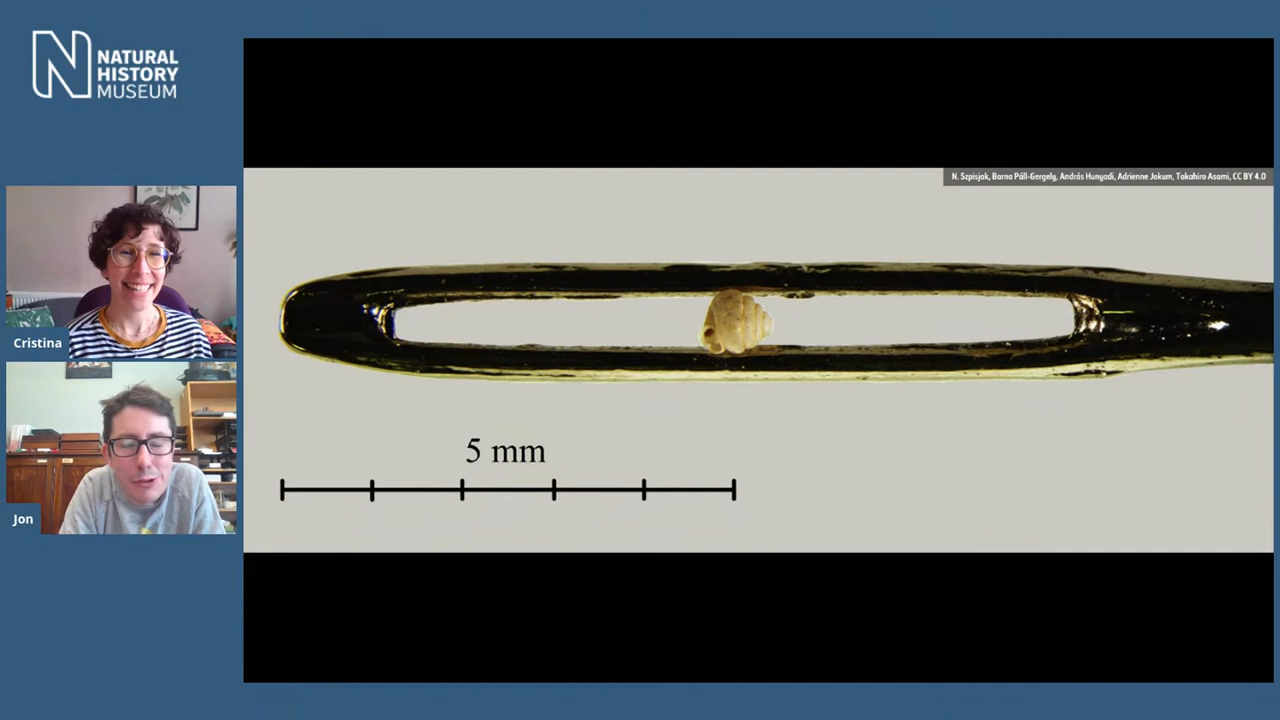 NATURAL
HISTORY
MUSEUM
N. Szpisjak, Barna Páll-Gergely, András Hunyadi, Adrienne Jokum, Takahiro Asami, CC BY 4.0
5 mm
Cristina
Jon